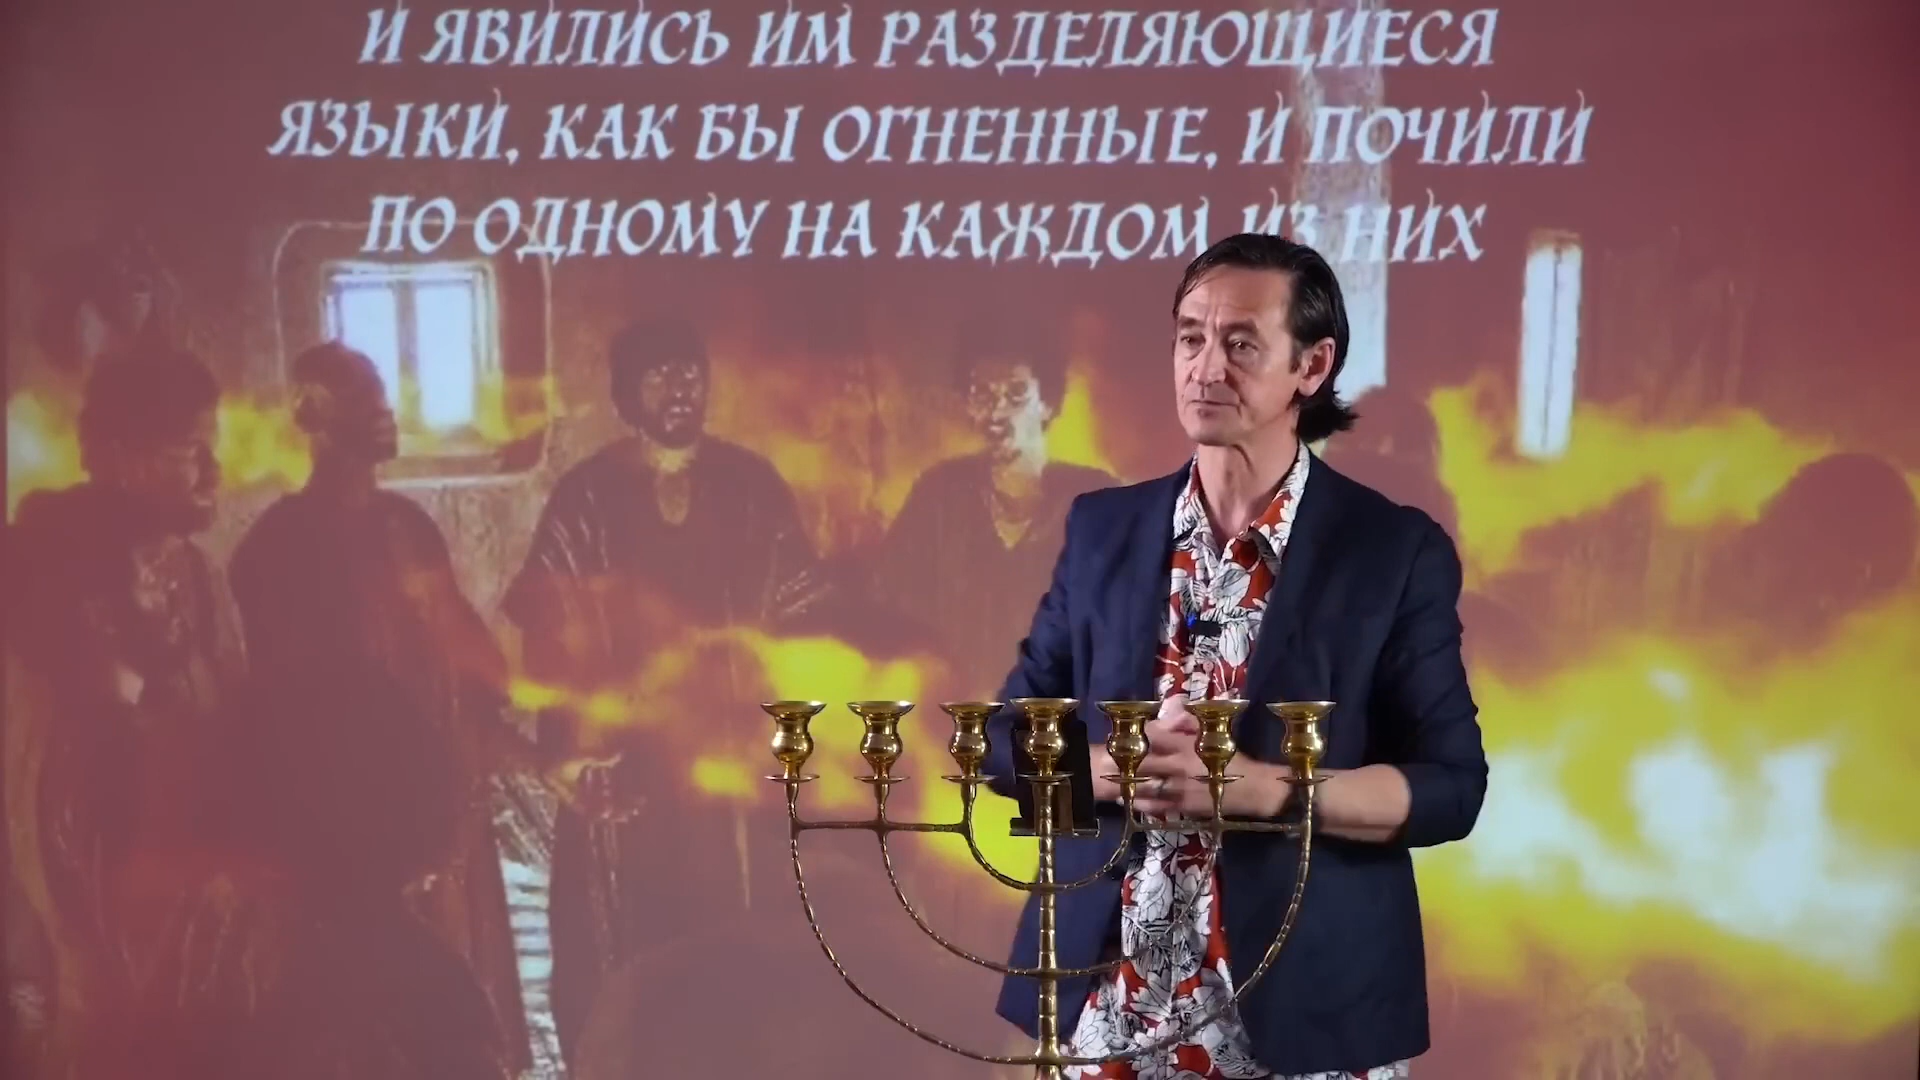 И ЯВИЛИСЬ ИМ РАЗДЕЛЯЮЩИЕСЯ
ЯЗЫКИ, КАК БЫ ОГНЕННЫЕ, И ПОЧИЛИ
ПО ОДНОМУ НА КАЖДОМ ИЗ НИХ